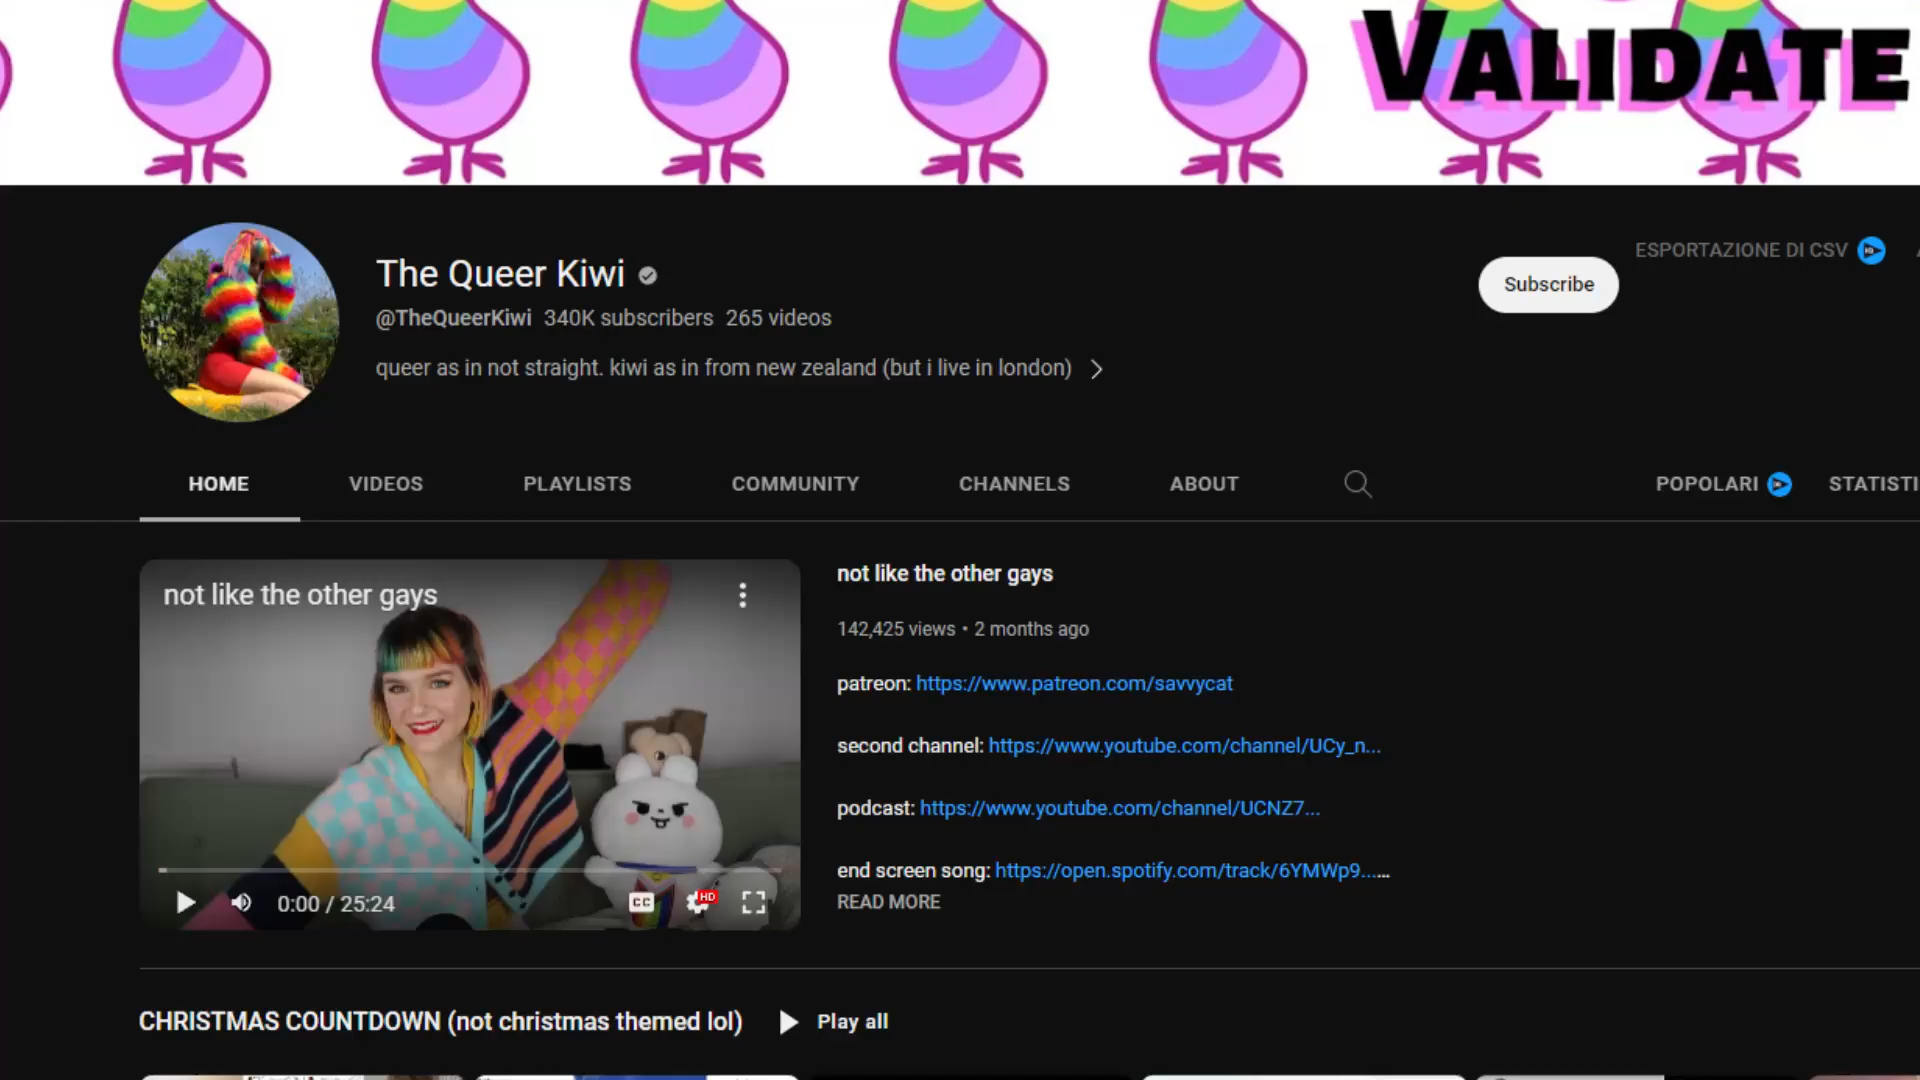 VALIDATE
The Queer Kiwi
@TheQueerKiwi 340K subscribers 265 videos
queer as in not straight. kiwi as in from new zealand (but i live in london)
Subscribe
ESPORTAZIONE DI CSV
HOME VIDEOS PLAYLISTS COMMUNITY CHANNELS ABOUT POPOLARI STATISTI
not like the other gays
0:00 / 25:24 CC HD
not like the other gays
142,425 views • 2 months ago
patreon: https://www.patreon.com/savvycat
second channel: https://www.youtube.com/channel/UCy_n...
podcast: https://www.youtube.com/channel/UCNZ7...
end screen song: https://open.spotify.com/track/6YMWp9......
READ MORE
CHRISTMAS COUNTDOWN (not christmas themed lol) Play all